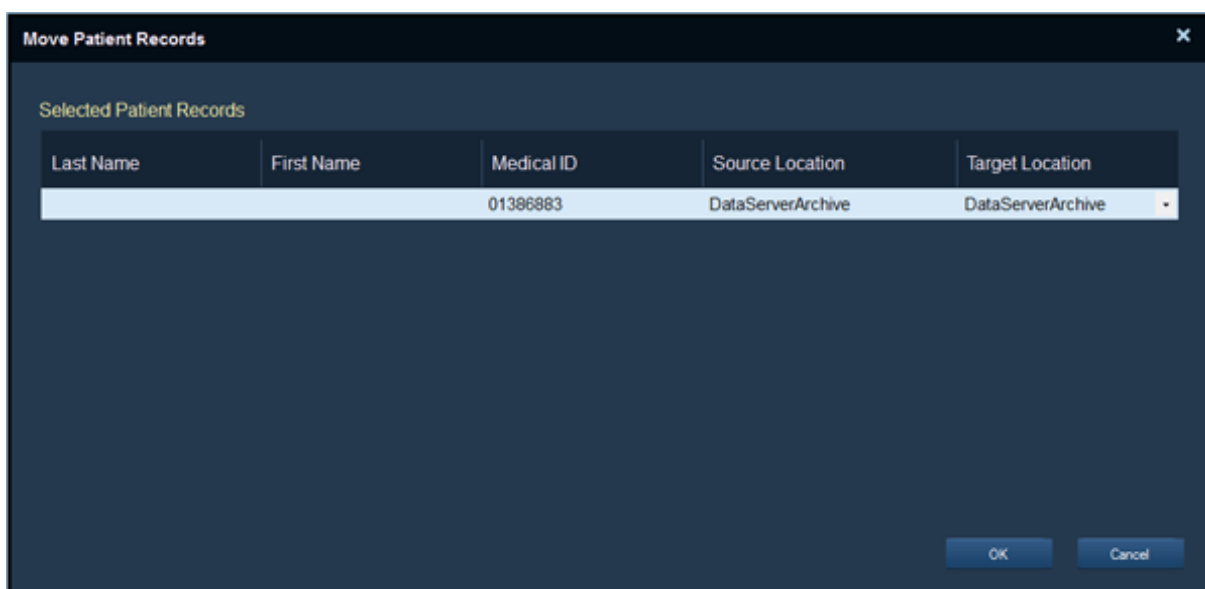 Move Patient Records
Selected Patient Records
Last Name First Name Medical ID Source Location Target Location
01386883 DataServerArchive DataServerArchive
OK Cancel